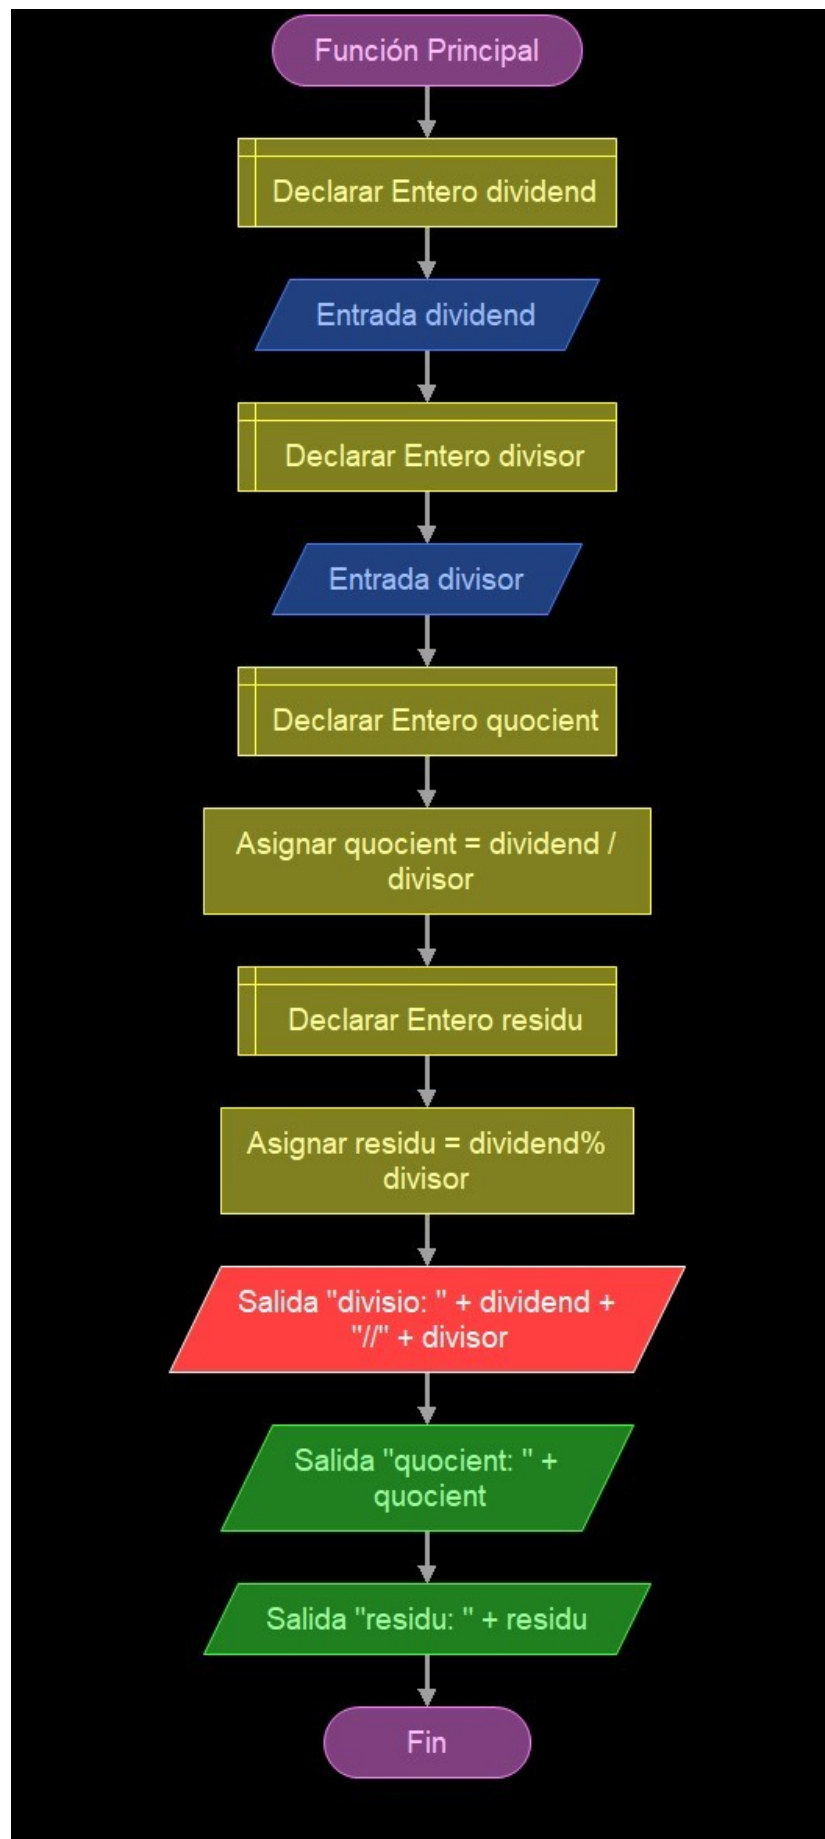 Función Principal
Declarar Entero dividend
Entrada dividend
Declarar Entero divisor
Entrada divisor
Declarar Entero quocient
Asignar quocient = dividend /
divisor
Declarar Entero residu
Asignar residu = dividend%
divisor
Salida "divisio: " + dividend +
"//" + divisor
Salida "quocient: " +
quocient
Salida "residu: " + residu
Fin